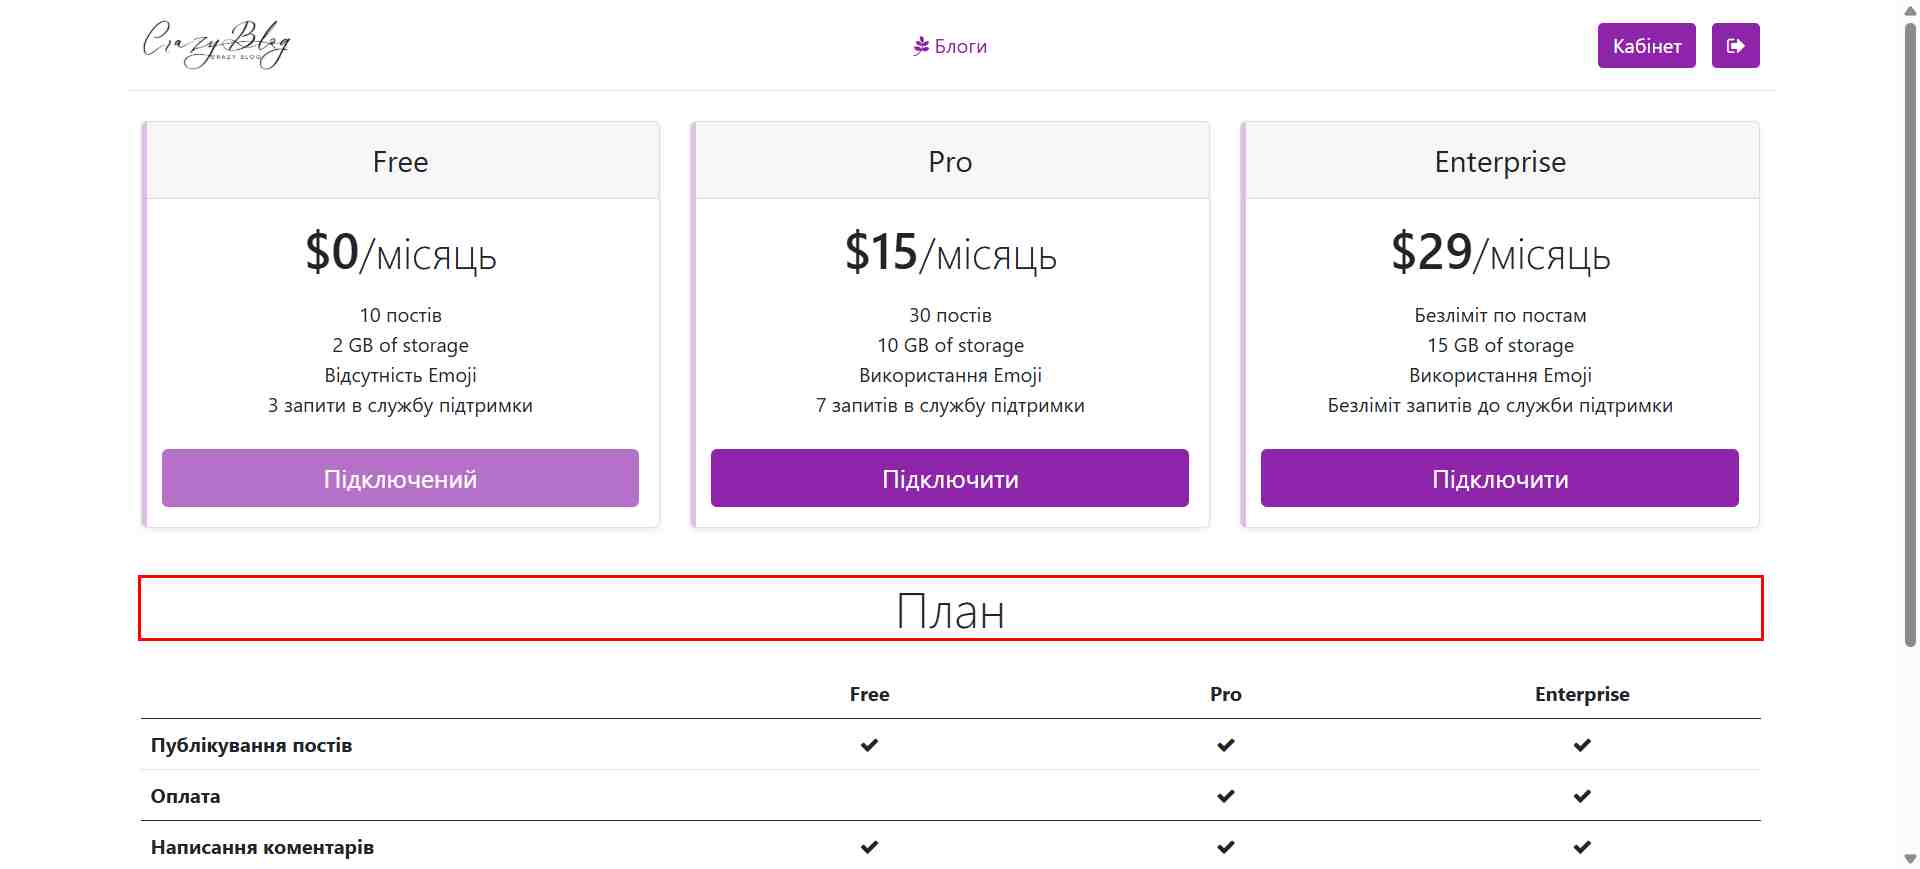 Crazy Blog
CRAZY BLOG
Блоги
Кабінет
Free
$0/місяць
10 постів
2 GB of storage
Відсутність Emoji
3 запити в службу підтримки
Підключений
Pro
$15/місяць
30 постів
10 GB of storage
Використання Emoji
7 запитів в службу підтримки
Підключити
Enterprise
$29/місяць
Безліміт по постам
15 GB of storage
Використання Emoji
Безліміт запитів до служби підтримки
Підключити
План
Free Pro Enterprise
Публікування постів
Оплата
Написання коментарів